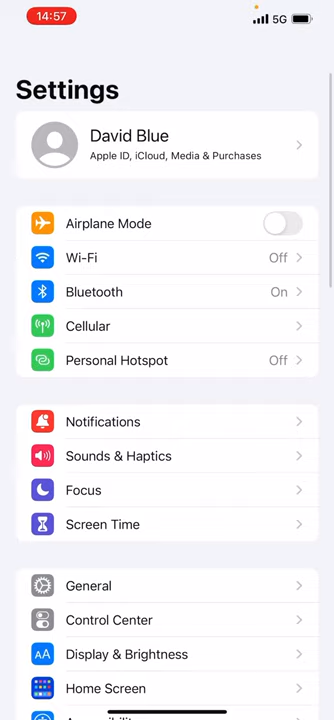 14:57
5G
Settings
David Blue
Apple ID, iCloud, Media & Purchases
Airplane Mode
Wi-Fi Off
Bluetooth On
Cellular
Personal Hotspot Off
Notifications
Sounds & Haptics
Focus
Screen Time
General
Control Center
AA Display & Brightness
Home Screen